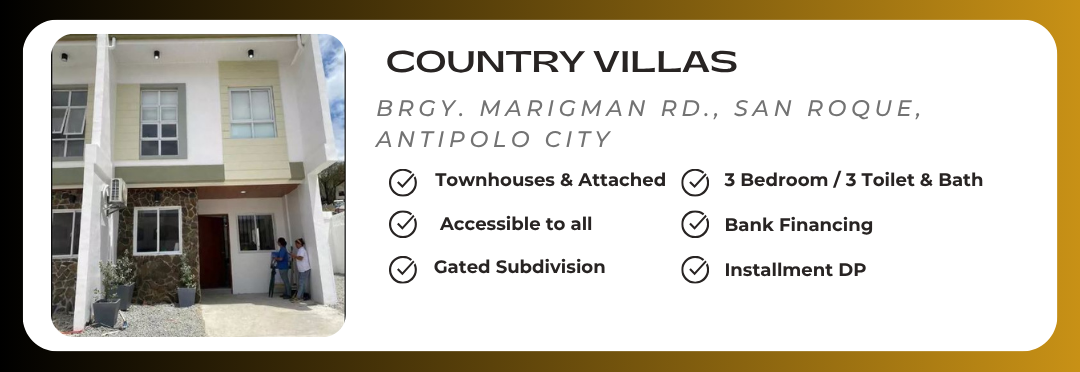 COUNTRY VILLAS
BRGY. MARIGMAN RD., SAN ROQUE,
ANTIPOLO CITY
Townhouses & Attached
3 Bedroom / 3 Toilet & Bath
Accessible to all
Bank Financing
Gated Subdivision
Installment DP